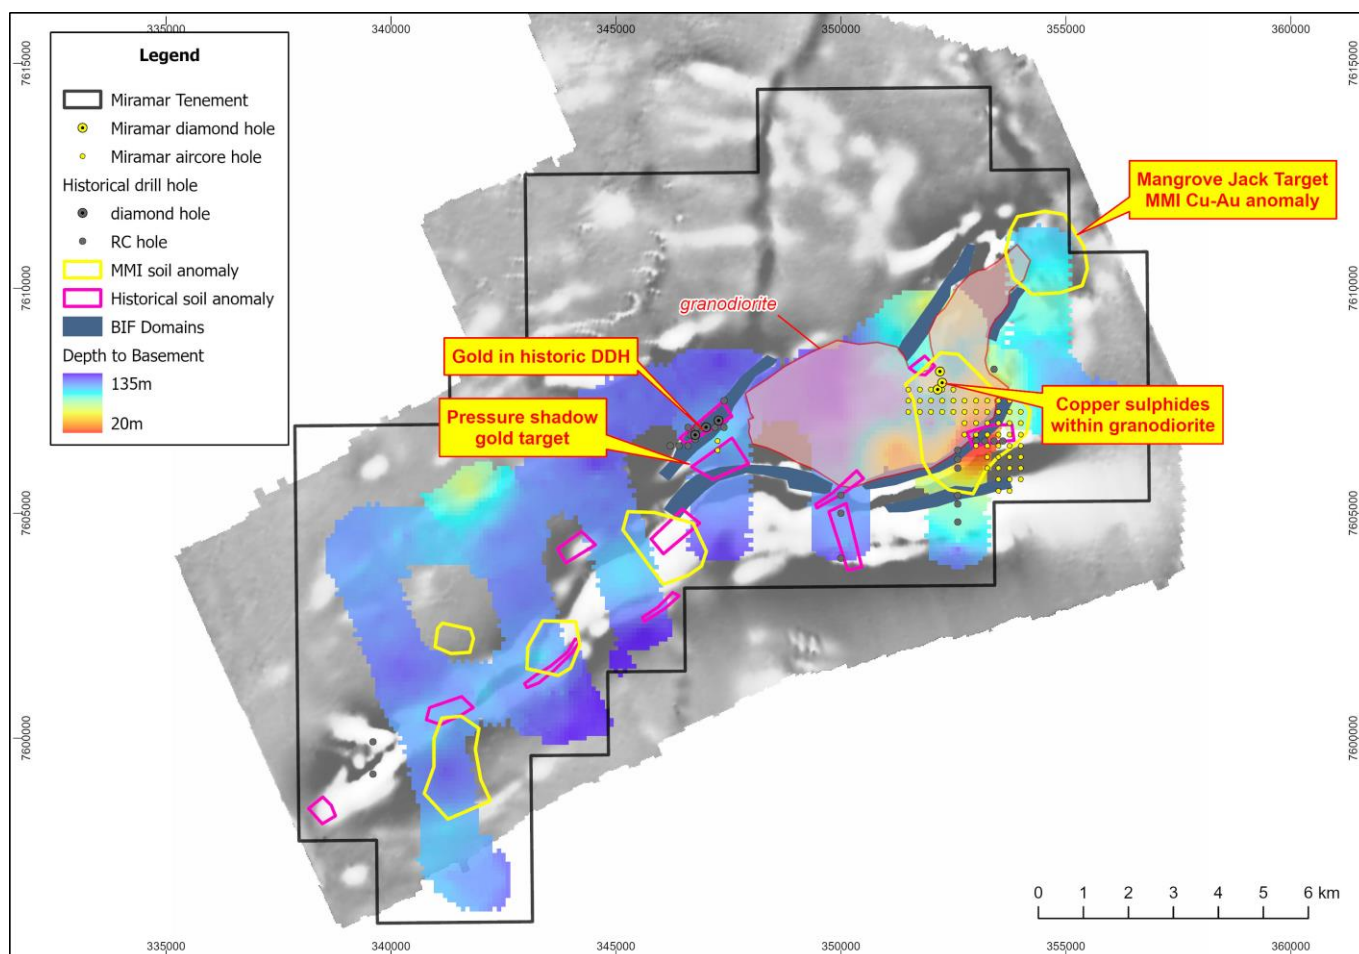 335000
340000
345000
350000
355000
360000
7615000
7615000
Legend
Miramar Tenement
Miramar diamond hole
Miramar aircore hole
Historical drill hole
diamond hole
RC hole
MMI soil anomaly
Historical soil anomaly
BIF Domains
Depth to Basement
135m
20m
Mangrove Jack Target
MMI Cu-Au anomaly
7610000
7610000
granodiorite
Gold in historic DDH
Pressure shadow
gold target
Copper sulphides
within granodiorite
7605000
7605000
7600000
7600000
0 1 2 3 4 5 6 km
335000
340000
345000
350000
355000
360000